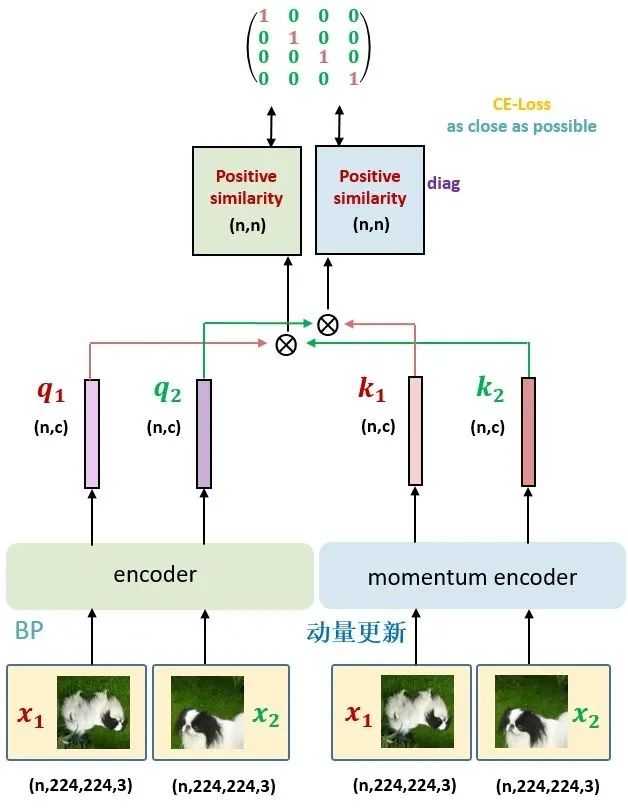 1 0 0 0
0 1 0 0
0 0 1 0
0 0 0 1
CE-Loss
as close as possible
Positive
similarity
(n,n)
Positive
similarity
(n,n)
diag
⊗
⊗
q₁
(n,c)
q₂
(n,c)
k₁
(n,c)
k₂
(n,c)
encoder
momentum encoder
BP
动量更新
x₁
x₂
x₁
x₂
(n,224,224,3)
(n,224,224,3)
(n,224,224,3)
(n,224,224,3)